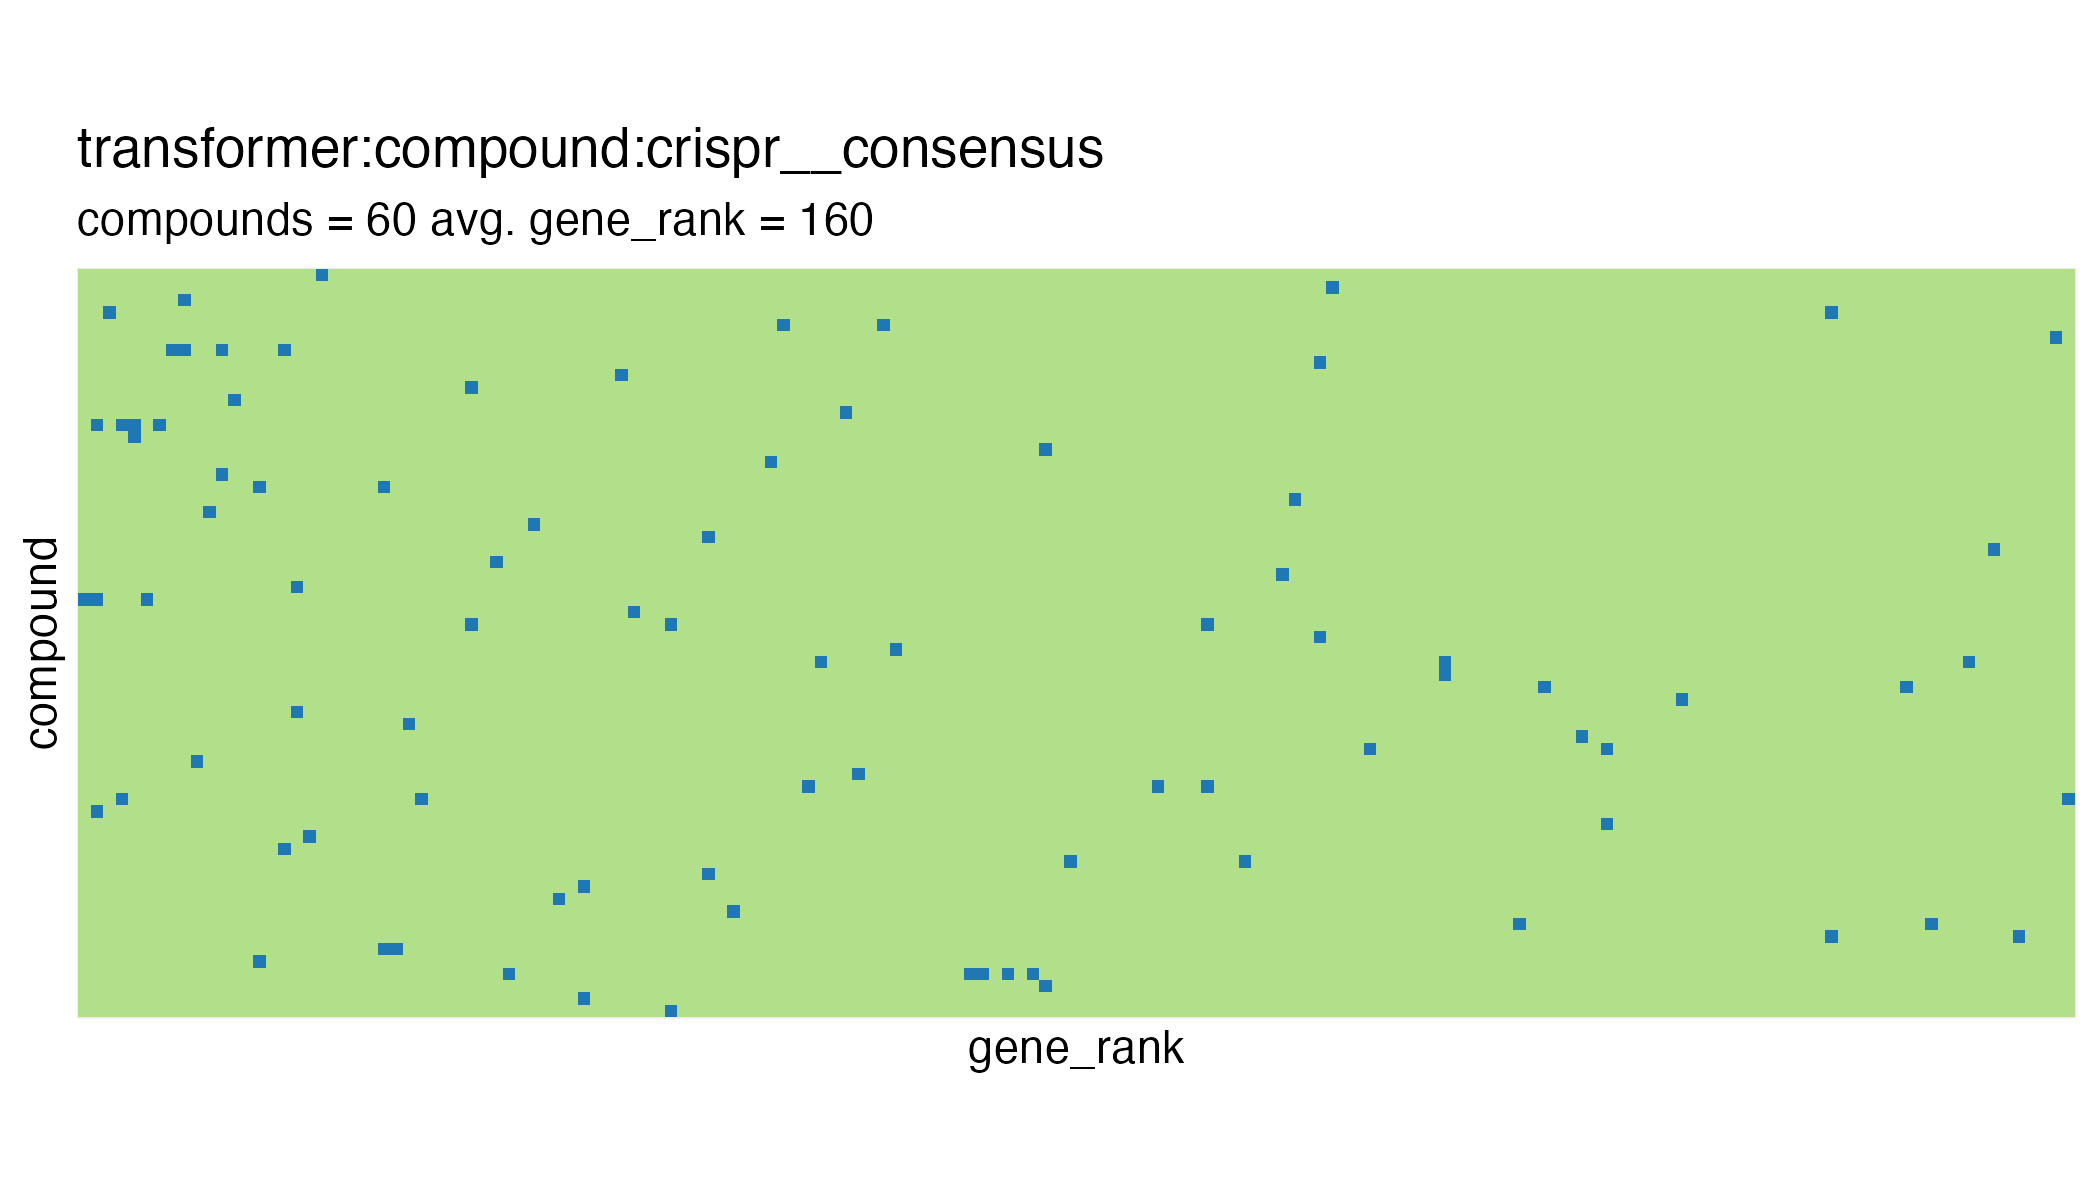 transformer:compound:crispr__consensus
compounds = 60 avg. gene_rank = 160
compound
gene_rank